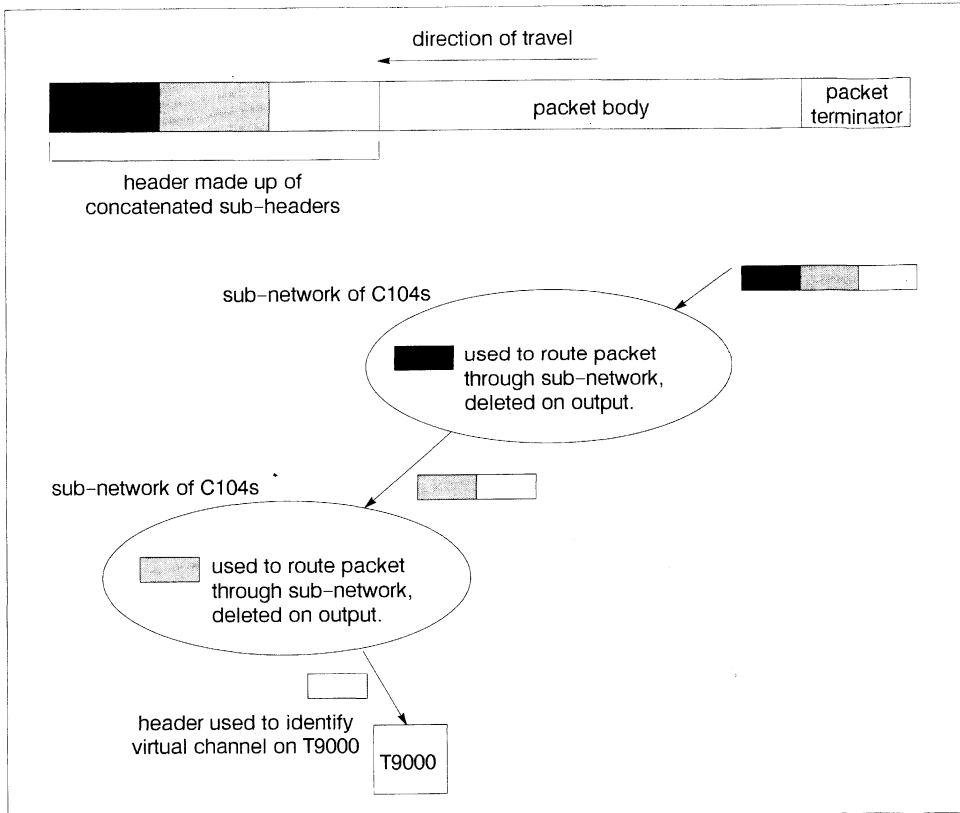 direction of travel
packet body
packet
terminator
header made up of
concatenated sub-headers
sub-network of C104s
used to route packet
through sub-network,
deleted on output.
sub-network of C104s
used to route packet
through sub-network,
deleted on output.
header used to identify
virtual channel on T9000
T9000